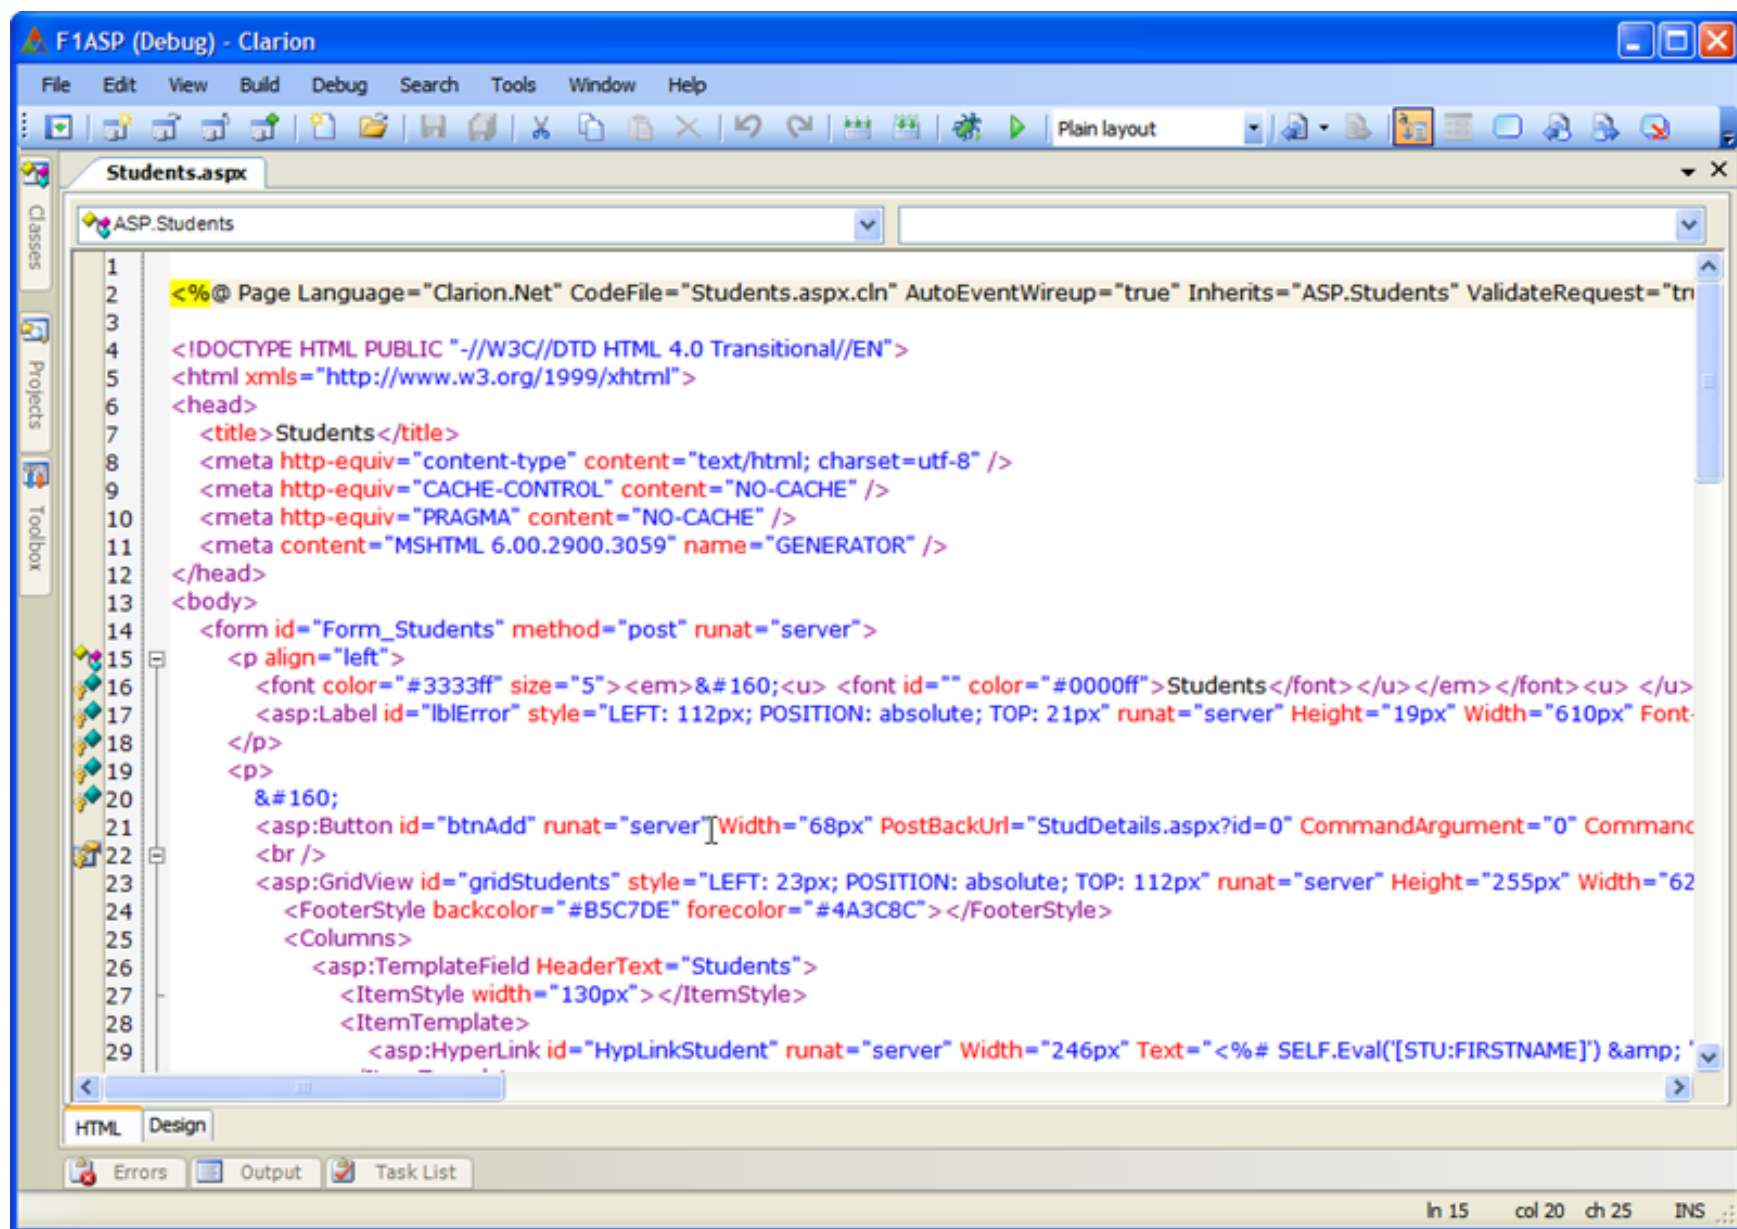 F1ASP (Debug) - Clarion
File Edit View Build Debug Search Tools Window Help
Plain layout
Students.aspx
Classes
Projects
Toolbox
ASP.Students
1
2 <%@ Page Language="Clarion.Net" CodeFile="Students.aspx.cln" AutoEventWireup="true" Inherits="ASP.Students" ValidateRequest="tru
3
4 <!DOCTYPE HTML PUBLIC "-//W3C//DTD HTML 4.0 Transitional//EN">
5 <html xmls="http://www.w3.org/1999/xhtml">
6 <head>
7 <title>Students</title>
8 <meta http-equiv="content-type" content="text/html; charset=utf-8" />
9 <meta http-equiv="CACHE-CONTROL" content="NO-CACHE" />
10 <meta http-equiv="PRAGMA" content="NO-CACHE" />
11 <meta content="MSHTML 6.00.2900.3059" name="GENERATOR" />
12 </head>
13 <body>
14 <form id="Form_Students" method="post" runat="server">
15 <p align="left">
16 <font color="#3333ff" size="5"><em>&#160;<u> <font id="" color="#0000ff">Students</font></u></em></font><u> </u>
17 <asp:Label id="lblError" style="LEFT: 112px; POSITION: absolute; TOP: 21px" runat="server" Height="19px" Width="610px" Font-
18 </p>
19 <p>
20 &#160;
21 <asp:Button id="btnAdd" runat="server" Width="68px" PostBackUrl="StudDetails.aspx?id=0" CommandArgument="0" Command
22 <br />
23 <asp:GridView id="gridStudents" style="LEFT: 23px; POSITION: absolute; TOP: 112px" runat="server" Height="255px" Width="62
24 <FooterStyle backcolor="#B5C7DE" forecolor="#4A3C8C"></FooterStyle>
25 <Columns>
26 <asp:TemplateField HeaderText="Students">
27 <ItemStyle width="130px"></ItemStyle>
28 <ItemTemplate>
29 <asp:HyperLink id="HypLinkStudent" runat="server" Width="246px" Text="<%# SELF.Eval('[STU:FIRSTNAME]') &amp; '
HTML Design
Errors Output Task List
ln 15 col 20 ch 25 INS